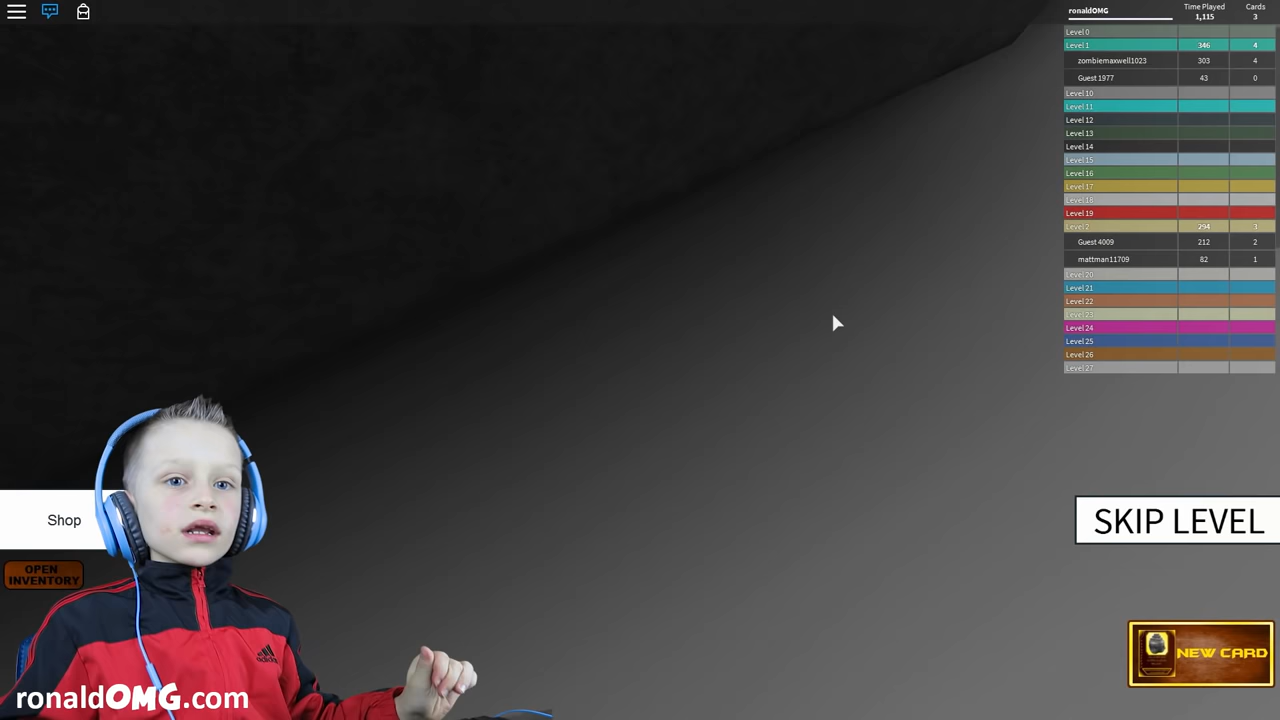 ronaldOMG Time Played 1,115 Cards 3
Level 0
Level 1 346 4
zombiemaxwell1023 303 4
Guest 1977 43 0
Level 10
Level 11
Level 12
Level 13
Level 14
Level 15
Level 16
Level 17
Level 18
Level 19
Level 2 294 3
Guest 4009 212 2
mattman11709 82 1
Level 20
Level 21
Level 22
Level 23
Level 24
Level 25
Level 26
Level 27
Shop
OPEN
INVENTORY
SKIP LEVEL
NEW CARD
adidas
ronaldOMG.com